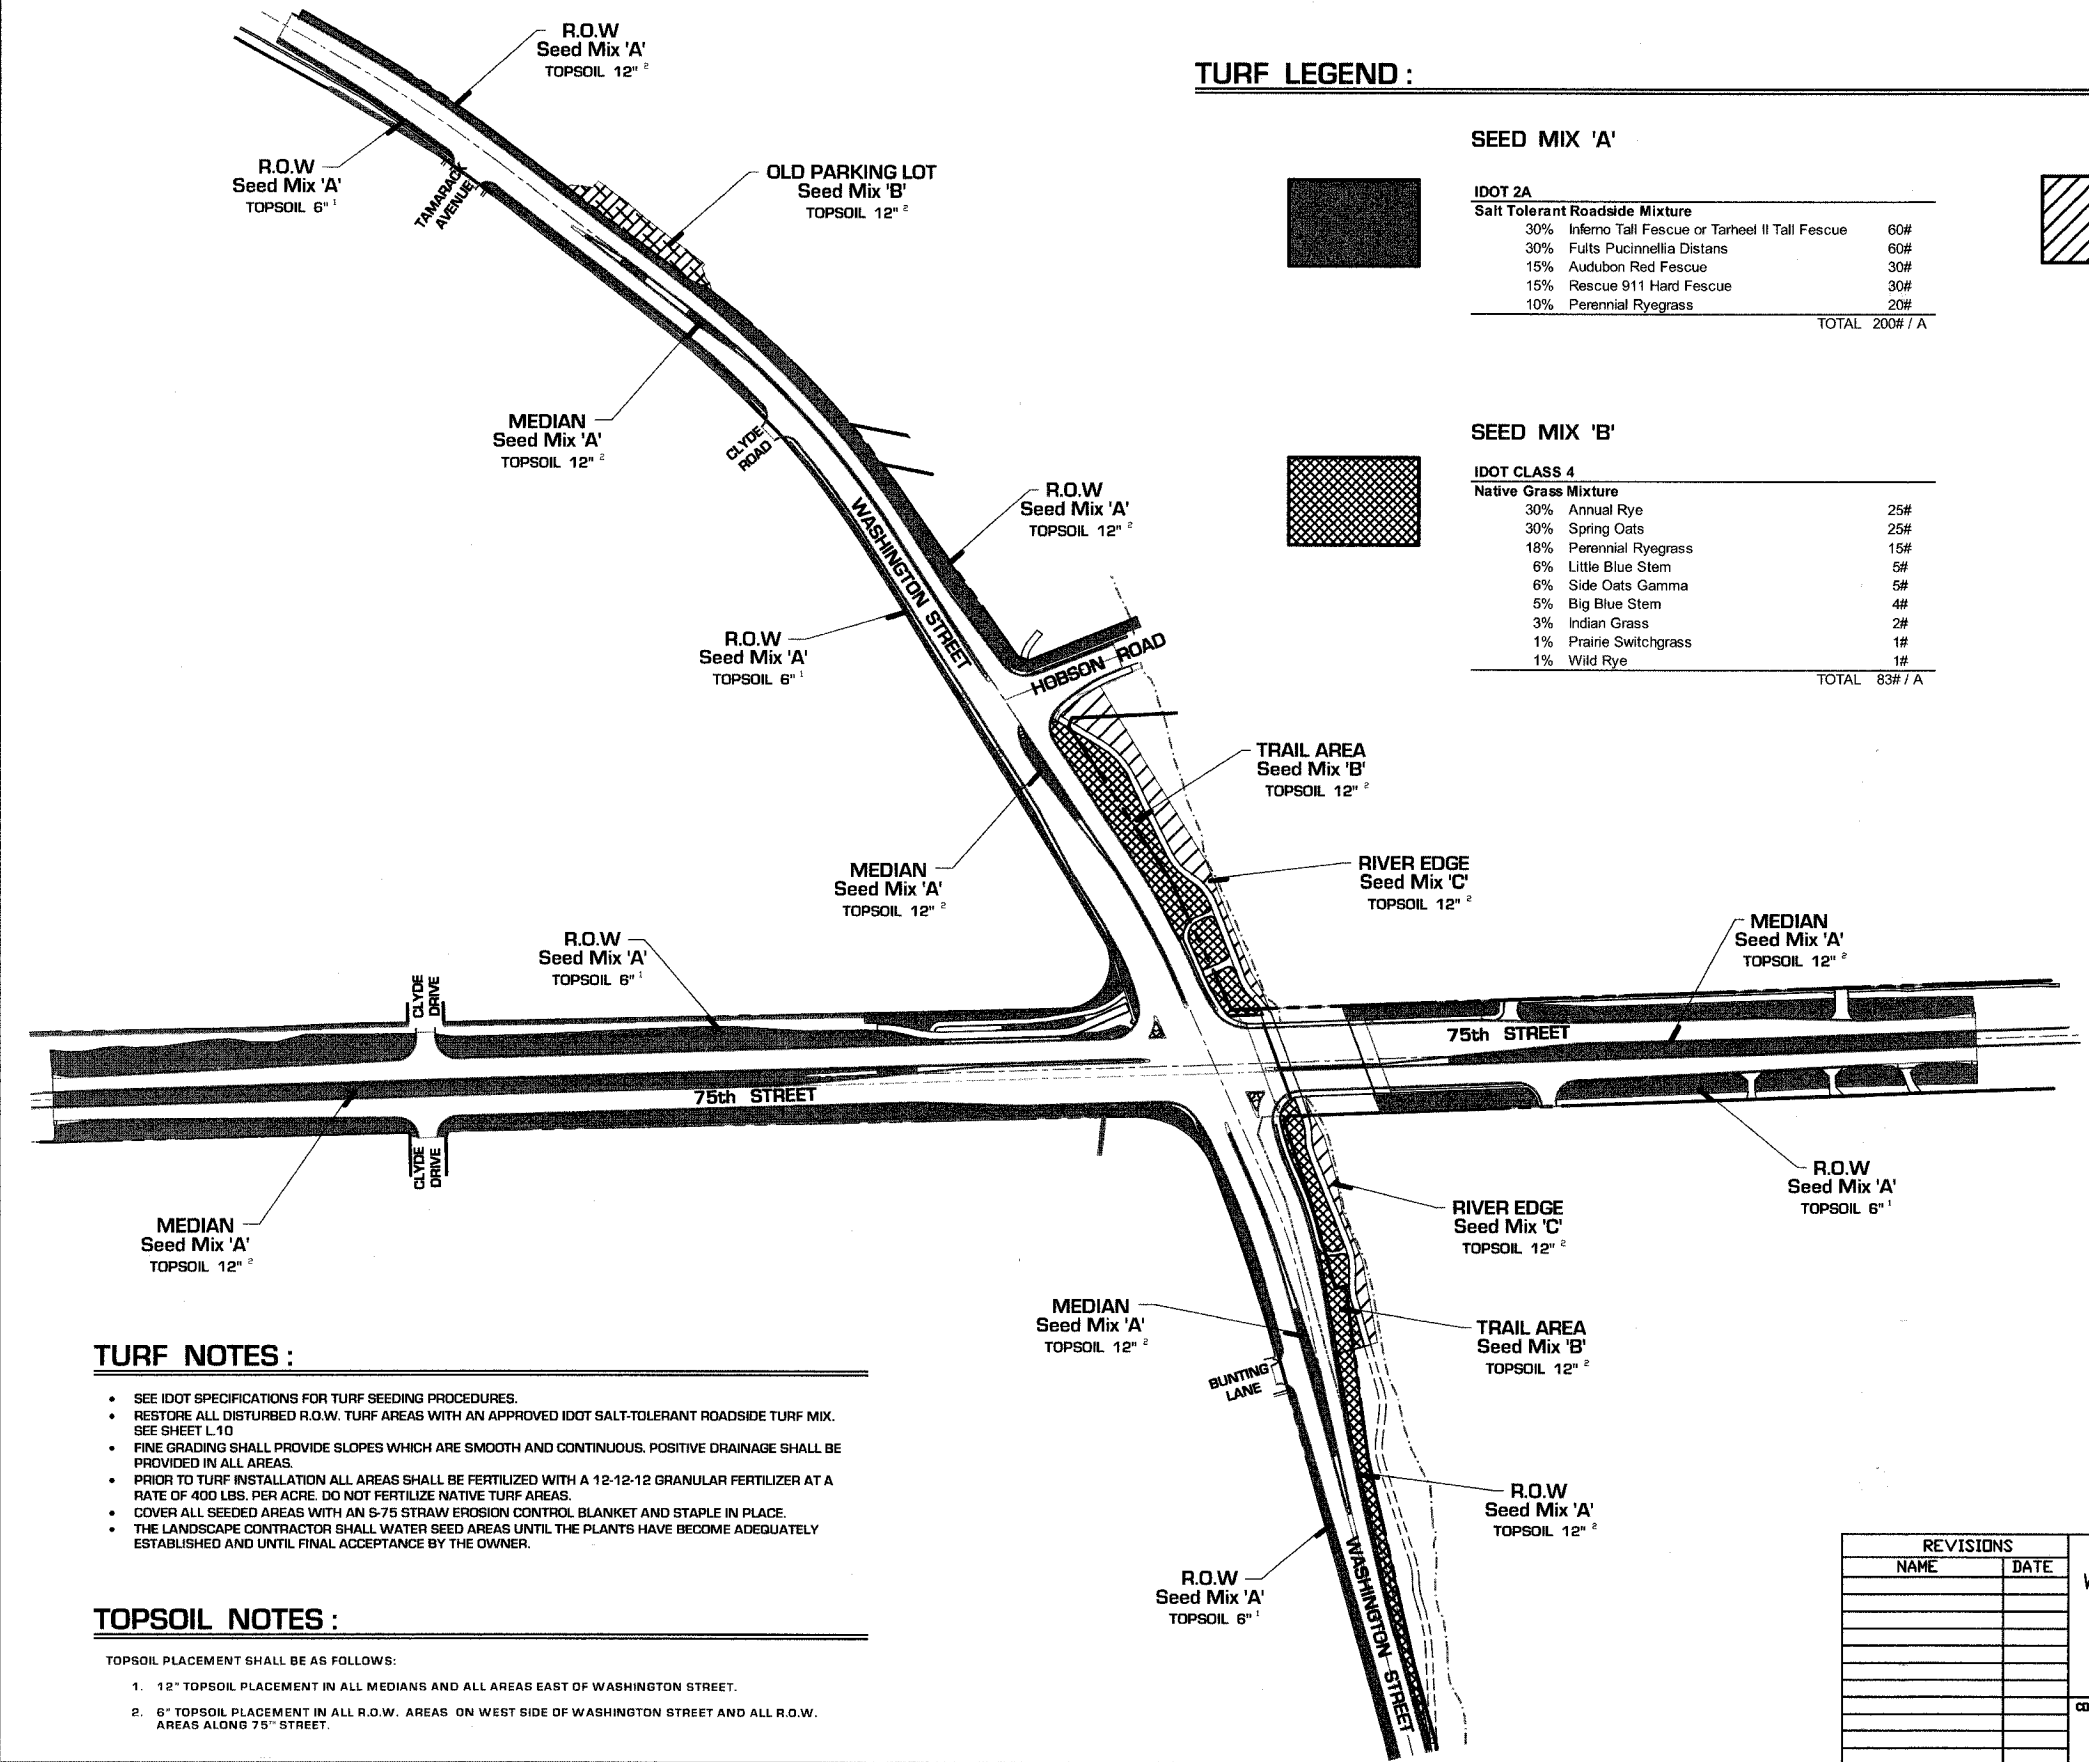 R.O.W
Seed Mix 'A'
TOPSOIL 12" 2
R.O.W
Seed Mix 'A'
TOPSOIL 6" 1
TAMARACK
AVENUE
OLD PARKING LOT
Seed Mix 'B'
TOPSOIL 12" 2
MEDIAN
Seed Mix 'A'
TOPSOIL 12" 2
CLYDE
ROAD
R.O.W
Seed Mix 'A'
TOPSOIL 12" 2
WASHINGTON STREET
R.O.W
Seed Mix 'A'
TOPSOIL 6" 1
HOBSON ROAD
TRAIL AREA
Seed Mix 'B'
TOPSOIL 12" 2
MEDIAN
Seed Mix 'A'
TOPSOIL 12" 2
RIVER EDGE
Seed Mix 'C'
TOPSOIL 12" 2
R.O.W
Seed Mix 'A'
TOPSOIL 6" 1
MEDIAN
Seed Mix 'A'
TOPSOIL 12" 2
CLYDE
DRIVE
75th STREET
75th STREET
CLYDE
DRIVE
MEDIAN
Seed Mix 'A'
TOPSOIL 12" 2
R.O.W
Seed Mix 'A'
TOPSOIL 6" 1
RIVER EDGE
Seed Mix 'C'
TOPSOIL 12" 2
MEDIAN
Seed Mix 'A'
TOPSOIL 12" 2
TRAIL AREA
Seed Mix 'B'
TOPSOIL 12" 2
BUNTING
LANE
R.O.W
Seed Mix 'A'
TOPSOIL 12" 2
R.O.W
Seed Mix 'A'
TOPSOIL 6" 1
WASHINGTON STREET
TURF LEGEND :
SEED MIX 'A'
IDOT 2A
Salt Tolerant Roadside Mixture
30% Inferno Tall Fescue or Tarheel II Tall Fescue 60#
30% Fults Pucinnellia Distans 60#
15% Audubon Red Fescue 30#
15% Rescue 911 Hard Fescue 30#
10% Perennial Ryegrass 20#
TOTAL 200# / A
SEED MIX 'B'
IDOT CLASS 4
Native Grass Mixture
30% Annual Rye 25#
30% Spring Oats 25#
18% Perennial Ryegrass 15#
6% Little Blue Stem 5#
6% Side Oats Gamma 5#
5% Big Blue Stem 4#
3% Indian Grass 2#
1% Prairie Switchgrass 1#
1% Wild Rye 1#
TOTAL 83# / A
TURF NOTES :
• SEE IDOT SPECIFICATIONS FOR TURF SEEDING PROCEDURES.
• RESTORE ALL DISTURBED R.O.W. TURF AREAS WITH AN APPROVED IDOT SALT-TOLERANT ROADSIDE TURF MIX.
SEE SHEET L.10
• FINE GRADING SHALL PROVIDE SLOPES WHICH ARE SMOOTH AND CONTINUOUS. POSITIVE DRAINAGE SHALL BE
PROVIDED IN ALL AREAS.
• PRIOR TO TURF INSTALLATION ALL AREAS SHALL BE FERTILIZED WITH A 12-12-12 GRANULAR FERTILIZER AT A
RATE OF 400 LBS. PER ACRE. DO NOT FERTILIZE NATIVE TURF AREAS.
• COVER ALL SEEDED AREAS WITH AN S-75 STRAW EROSION CONTROL BLANKET AND STAPLE IN PLACE.
• THE LANDSCAPE CONTRACTOR SHALL WATER SEED AREAS UNTIL THE PLANTS HAVE BECOME ADEQUATELY
ESTABLISHED AND UNTIL FINAL ACCEPTANCE BY THE OWNER.
TOPSOIL NOTES :
TOPSOIL PLACEMENT SHALL BE AS FOLLOWS:
1. 12" TOPSOIL PLACEMENT IN ALL MEDIANS AND ALL AREAS EAST OF WASHINGTON STREET.
2. 6" TOPSOIL PLACEMENT IN ALL R.O.W. AREAS ON WEST SIDE OF WASHINGTON STREET AND ALL R.O.W.
AREAS ALONG 75TH STREET.
REVISIONS
NAME DATE